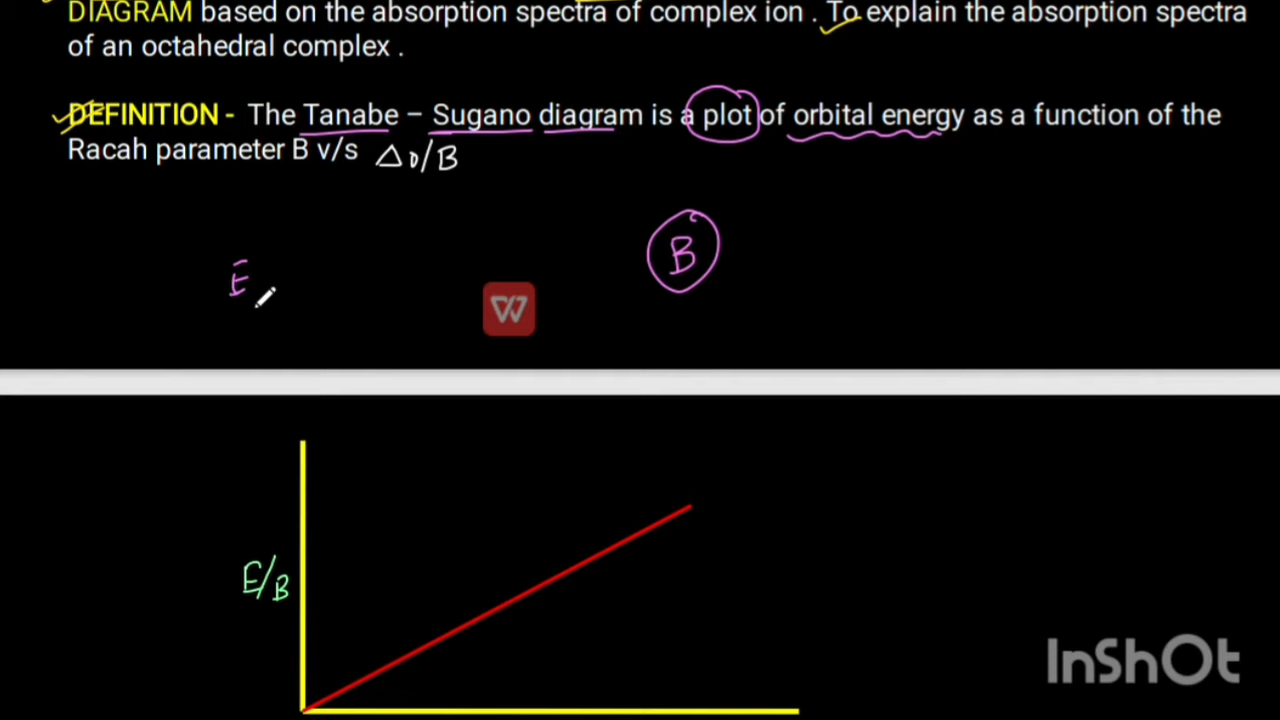 DIAGRAM based on the absorption spectra of complex ion . To explain the absorption spectra
of an octahedral complex .
DEFINITION - The Tanabe – Sugano diagram is a plot of orbital energy as a function of the
Racah parameter B v/s Δ0/B
B
E
W
E/B
InShOt